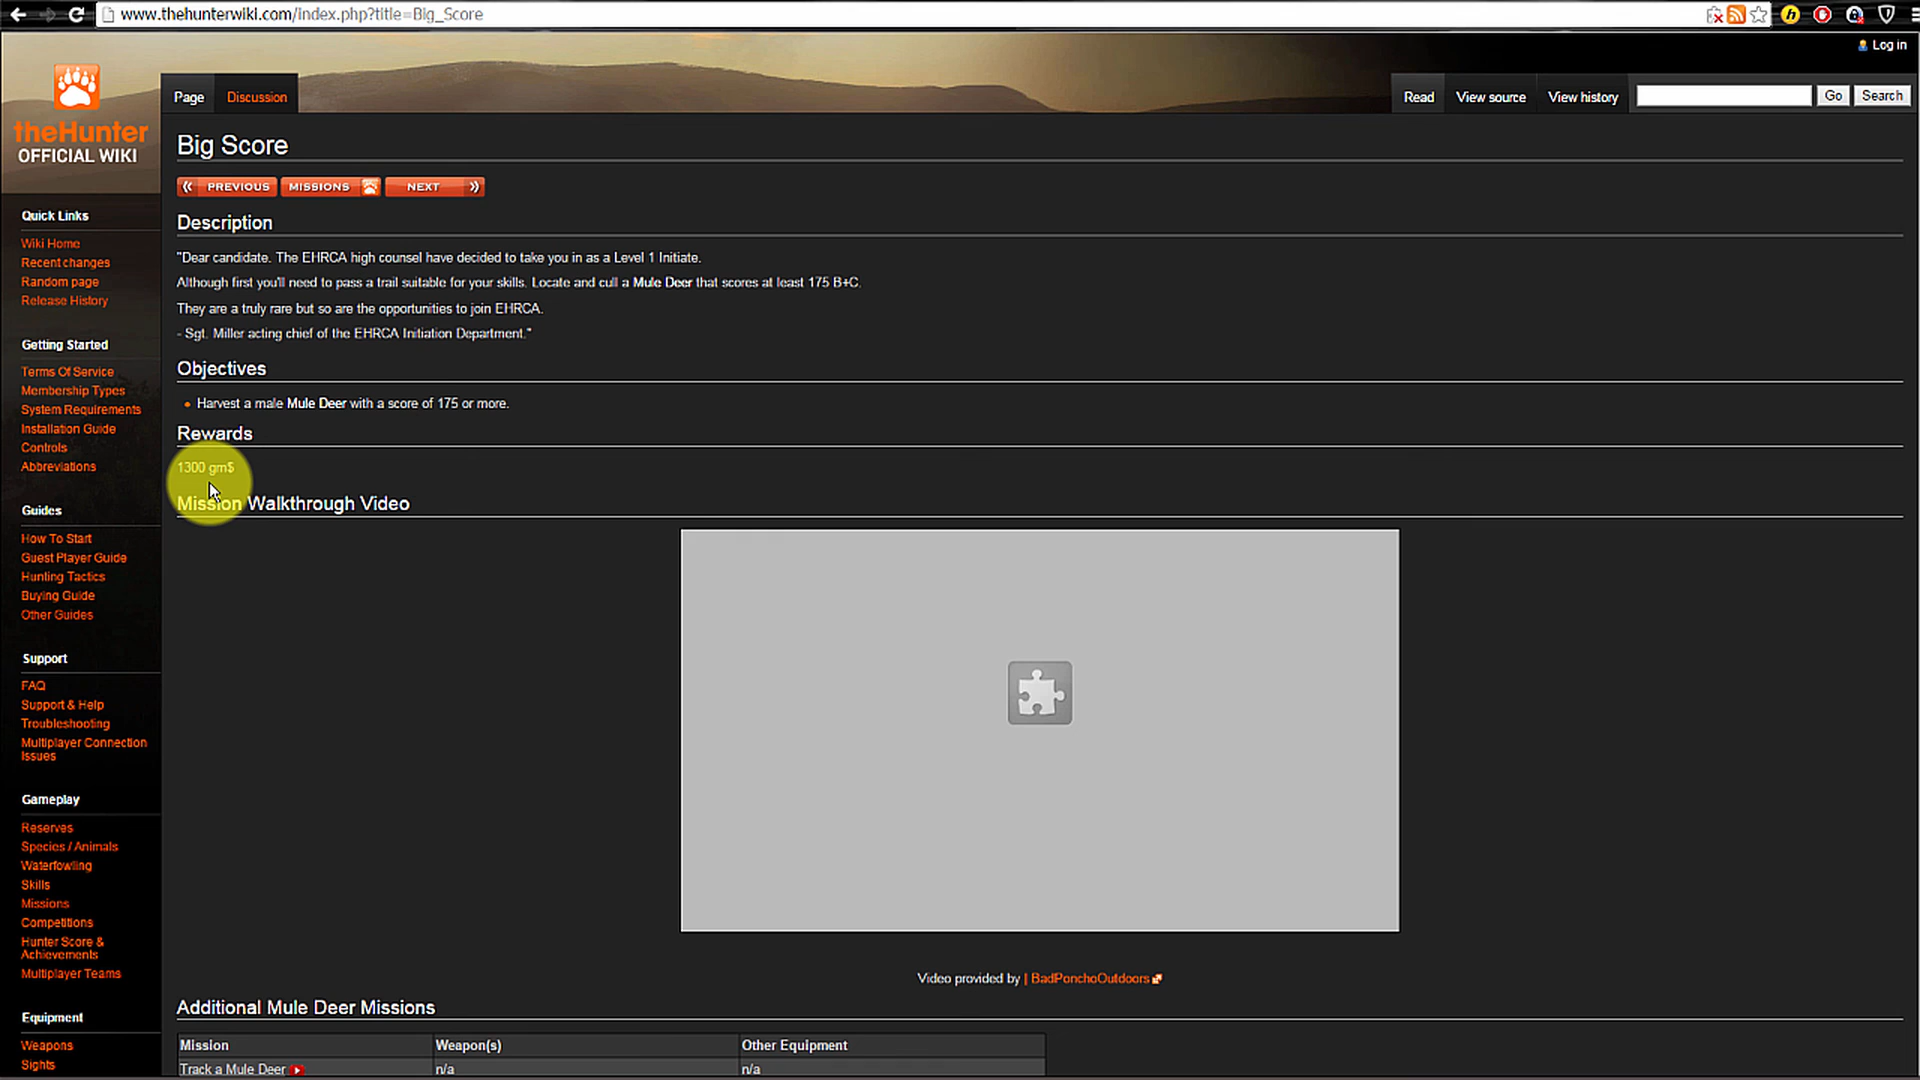 www.thehunterwiki.com/index.php?title=Big_Score
Log in
theHunter
OFFICIAL WIKI
Page
Discussion
Read
View source
View history
Go
Search
Big Score
PREVIOUS
MISSIONS
NEXT
Description
"Dear candidate. The EHRCA high counsel have decided to take you in as a Level 1 Initiate.
Although first you'll need to pass a trail suitable for your skills. Locate and cull a Mule Deer that scores at least 175 B+C.
They are a truly rare but so are the opportunities to join EHRCA.
- Sgt. Miller acting chief of the EHRCA Initiation Department."
Objectives
Harvest a male Mule Deer with a score of 175 or more.
Rewards
1300 gm$
Mission Walkthrough Video
Video provided by | BadPonchoOutdoors
Additional Mule Deer Missions
Mission Weapon(s) Other Equipment
Track a Mule Deer n/a n/a
Quick Links
Wiki Home
Recent changes
Random page
Release History
Getting Started
Terms Of Service
Membership Types
System Requirements
Installation Guide
Controls
Abbreviations
Guides
How To Start
Guest Player Guide
Hunting Tactics
Buying Guide
Other Guides
Support
FAQ
Support & Help
Troubleshooting
Multiplayer Connection
Issues
Gameplay
Reserves
Species / Animals
Waterfowling
Skills
Missions
Competitions
Hunter Score &
Achievements
Multiplayer Teams
Equipment
Weapons
Sights